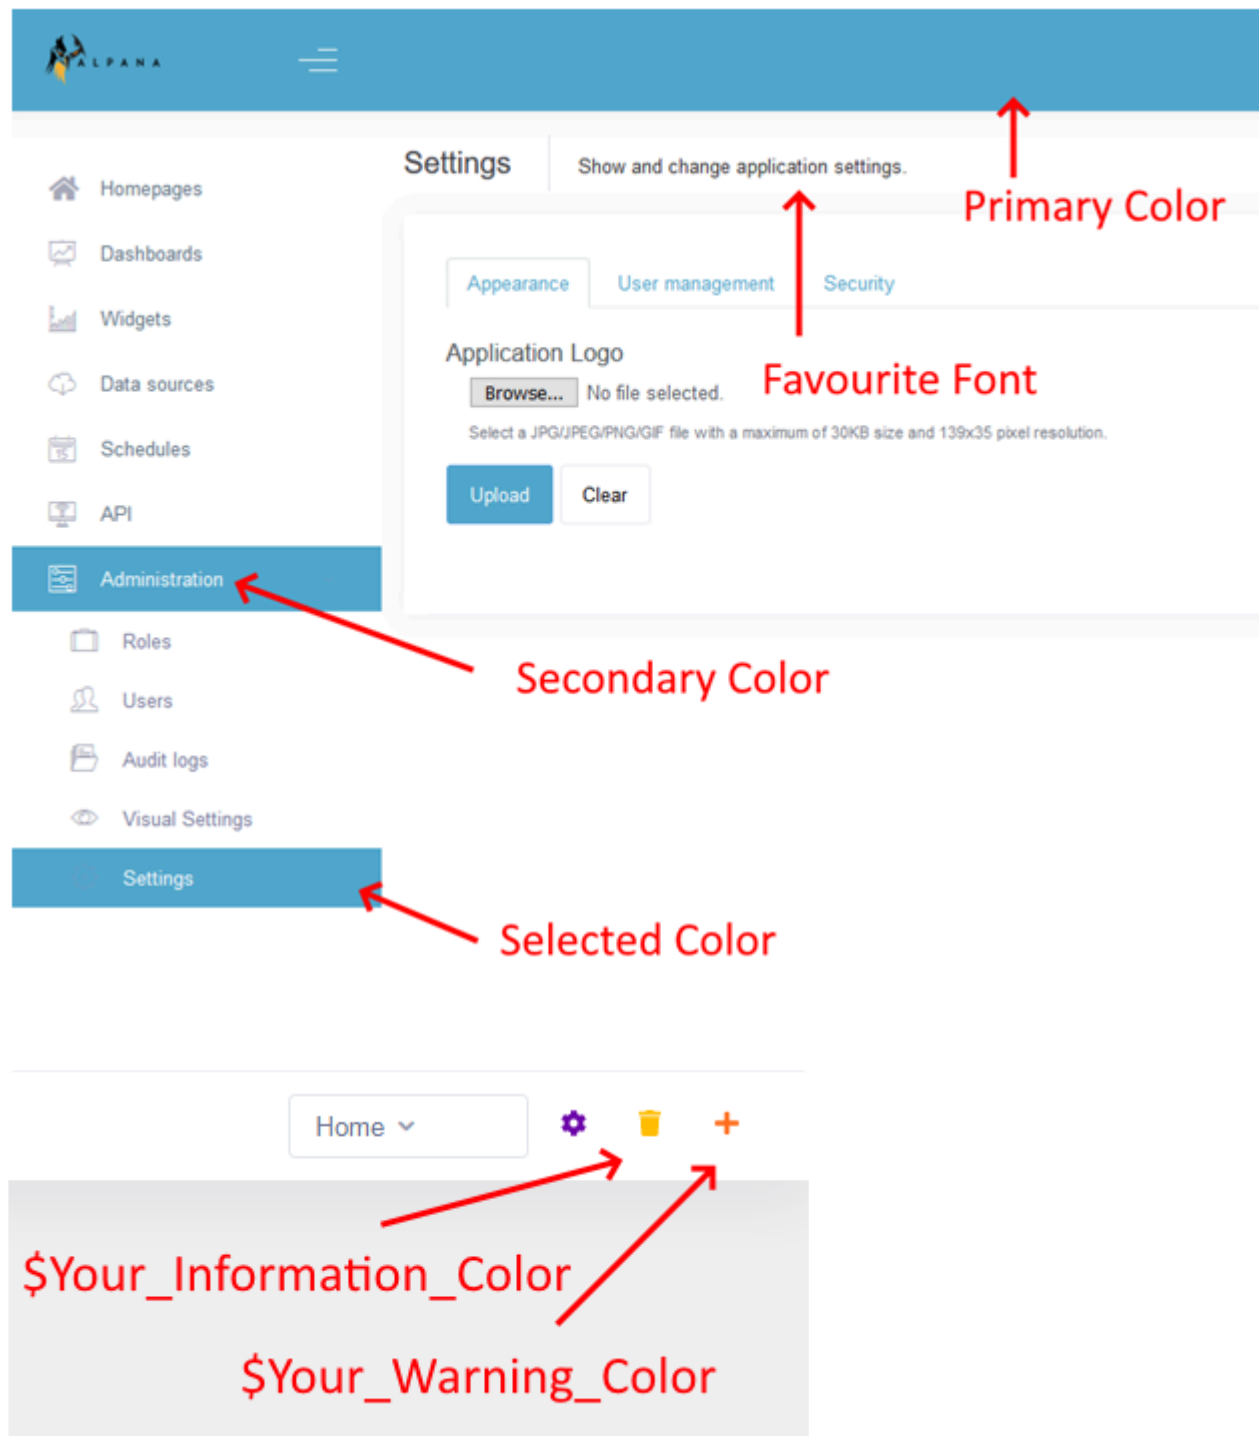 ALPANA
Settings
Show and change application settings.
Primary Color
Homepages
Dashboards
Widgets
Data sources
Schedules
API
Administration
Roles
Users
Audit logs
Visual Settings
Settings
Appearance User management Security
Application Logo
Browse... No file selected.
Favourite Font
Select a JPG/JPEG/PNG/GIF file with a maximum of 30KB size and 139x35 pixel resolution.
Upload Clear
Secondary Color
Selected Color
Home
$Your_Information_Color
$Your_Warning_Color